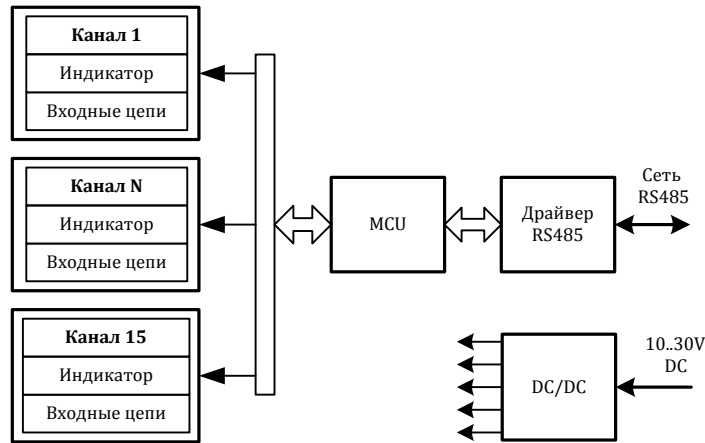 Канал 1
Индикатор
Входные цепи
Канал N
Индикатор
Входные цепи
Канал 15
Индикатор
Входные цепи
MCU
Драйвер
RS485
Сеть
RS485
DC/DC
10..30V
DC